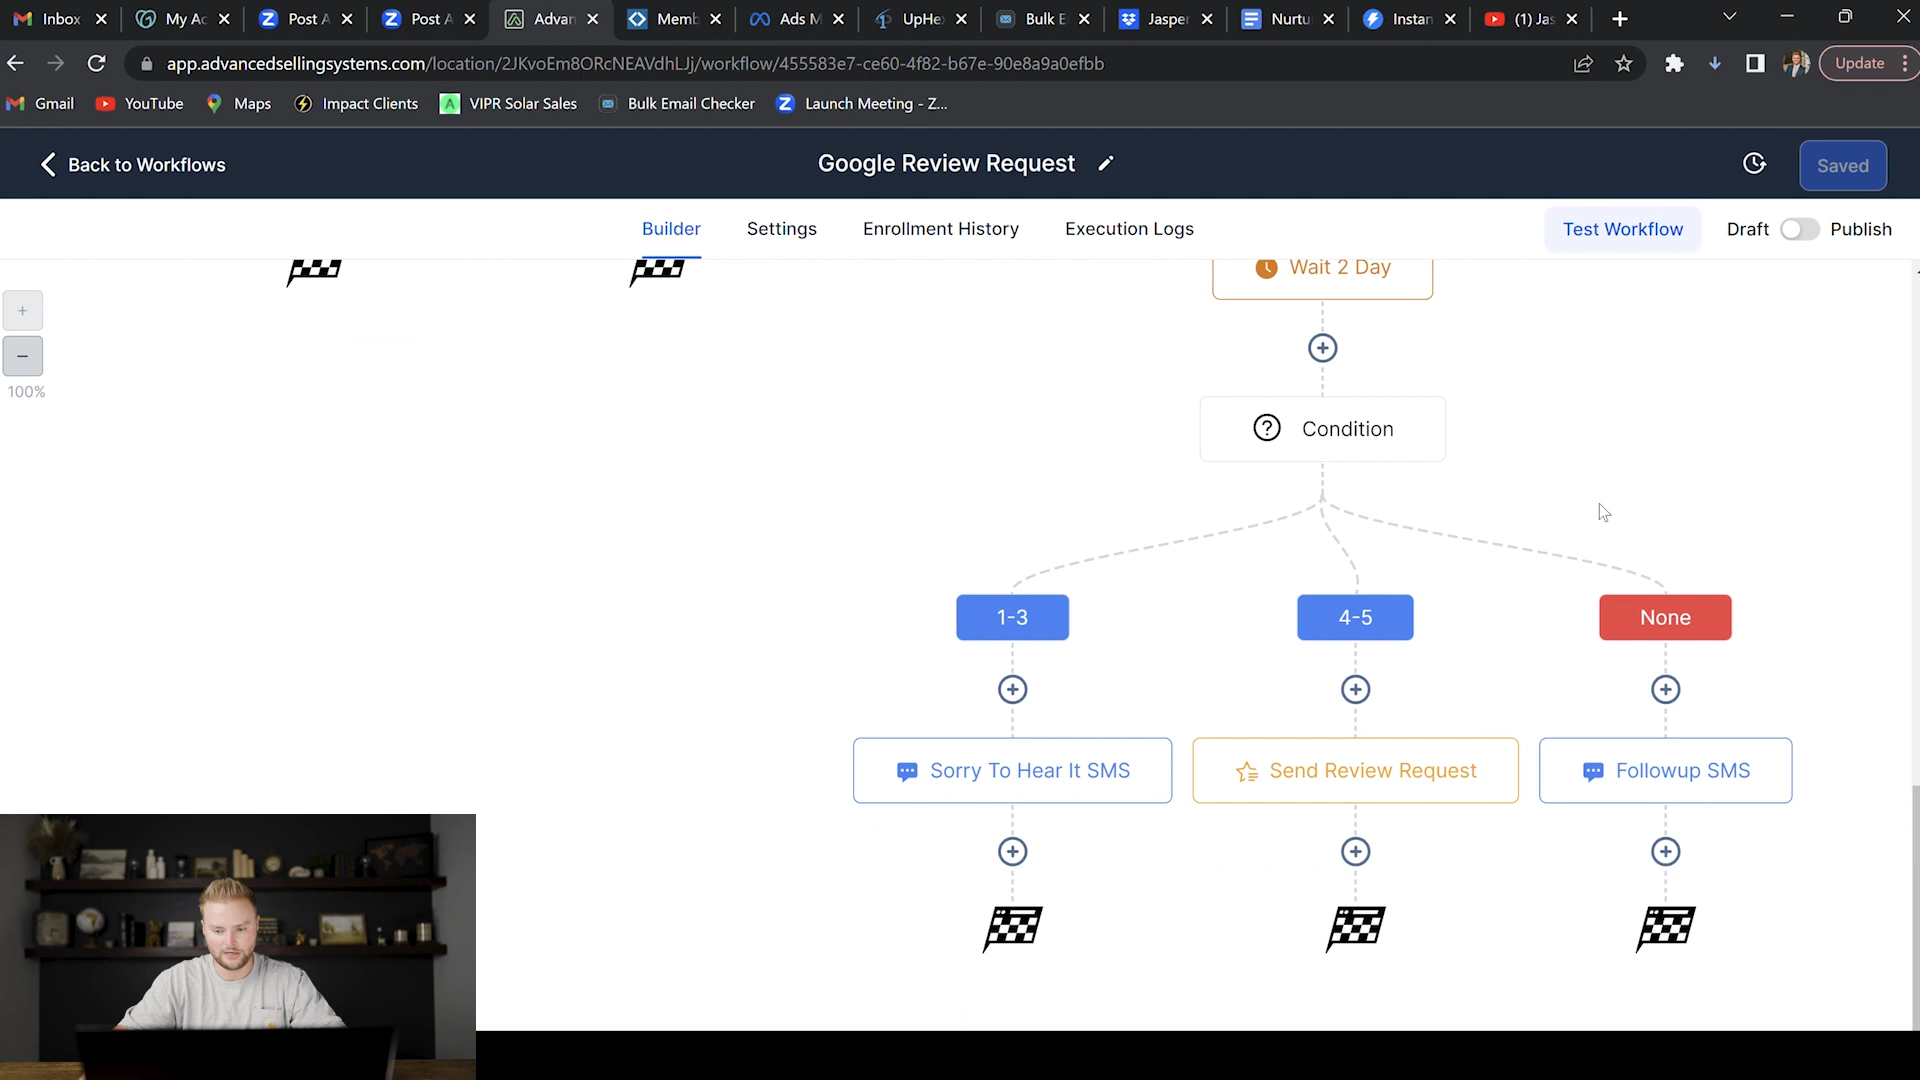 Inbox
My Ac
Post A
Post A
Advan
Memb
Ads M
UpHe
Bulk E
Jasper
Nurtu
Instan
(1) Jas
app.advancedsellingsystems.com/location/2JKvoEm8ORcNEAVdhLJj/workflow/455583e7-ce60-4f82-b67e-90e8a9a0efbb
Update
Gmail
YouTube
Maps
Impact Clients
VIPR Solar Sales
Bulk Email Checker
Launch Meeting - Z...
Back to Workflows
Google Review Request
Saved
Builder
Settings
Enrollment History
Execution Logs
Test Workflow
Draft
Publish
Wait 2 Day
100%
Condition
1-3
4-5
None
Sorry To Hear It SMS
Send Review Request
Followup SMS